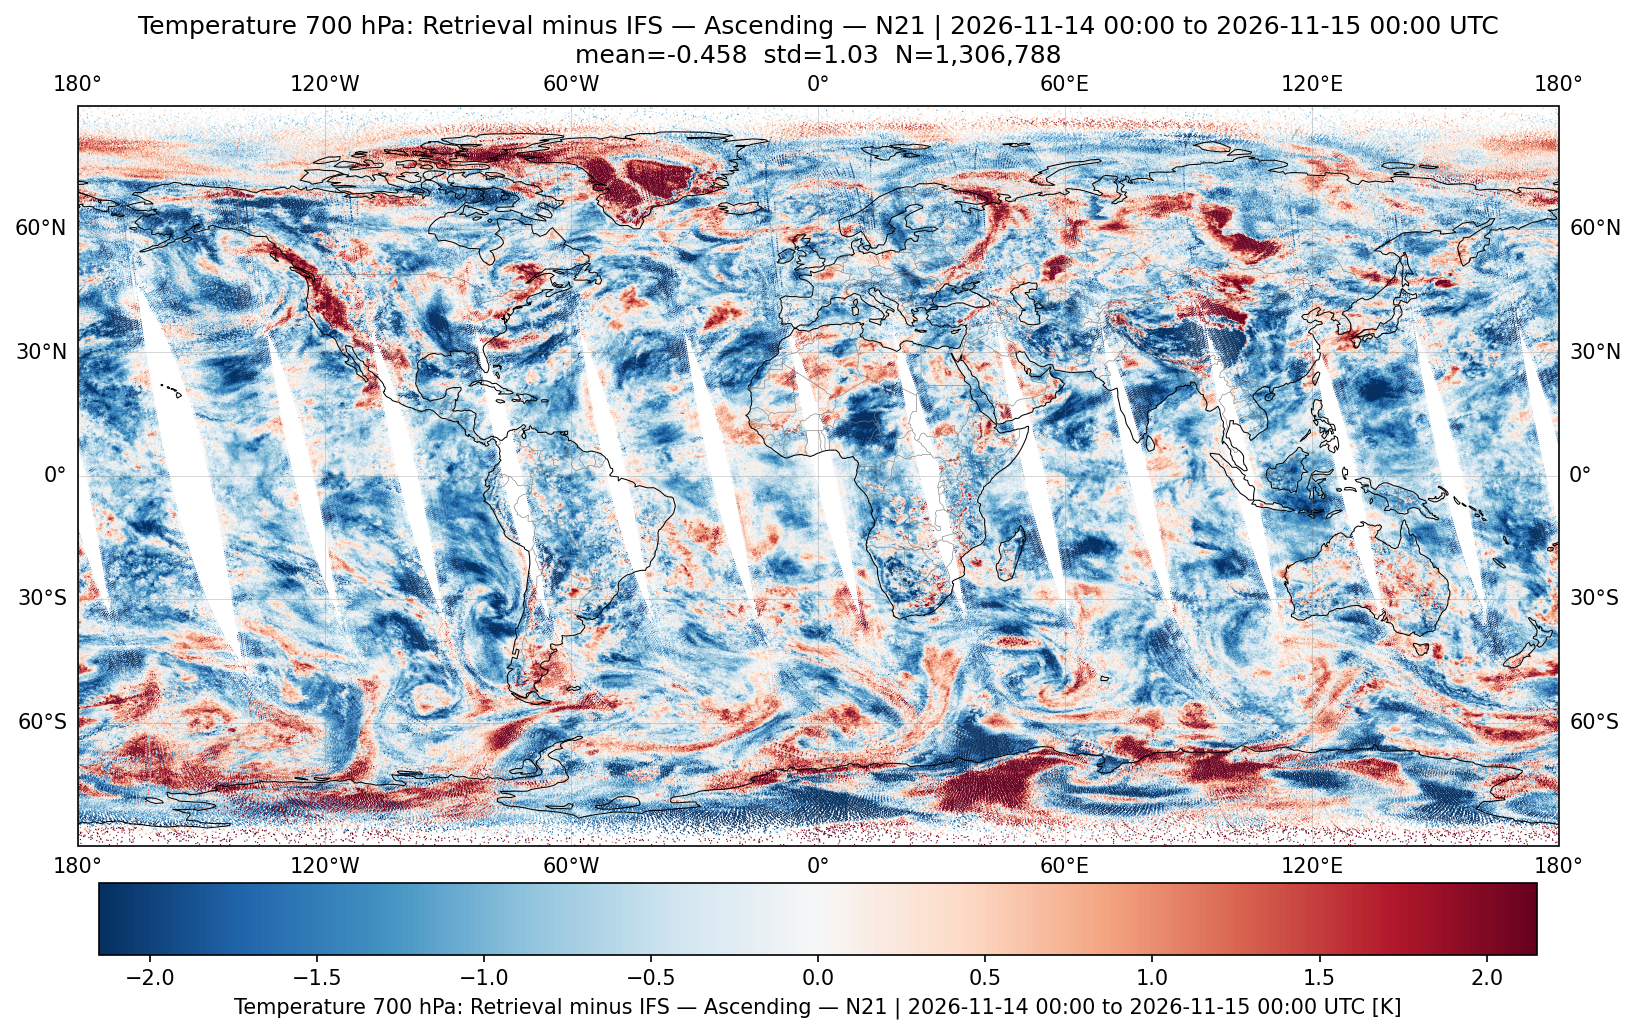 Temperature 700 hPa: Retrieval minus IFS — Ascending — N21 | 2026-11-14 00:00 to 2026-11-15 00:00 UTC
mean=-0.458  std=1.03  N=1,306,788
180° 120°W 60°W 0° 60°E 120°E 180°
60°N 60°N
30°N 30°N
0° 0°
30°S 30°S
60°S 60°S
180° 120°W 60°W 0° 60°E 120°E 180°
−2.0 −1.5 −1.0 −0.5 0.0 0.5 1.0 1.5 2.0
Temperature 700 hPa: Retrieval minus IFS — Ascending — N21 | 2026-11-14 00:00 to 2026-11-15 00:00 UTC [K]